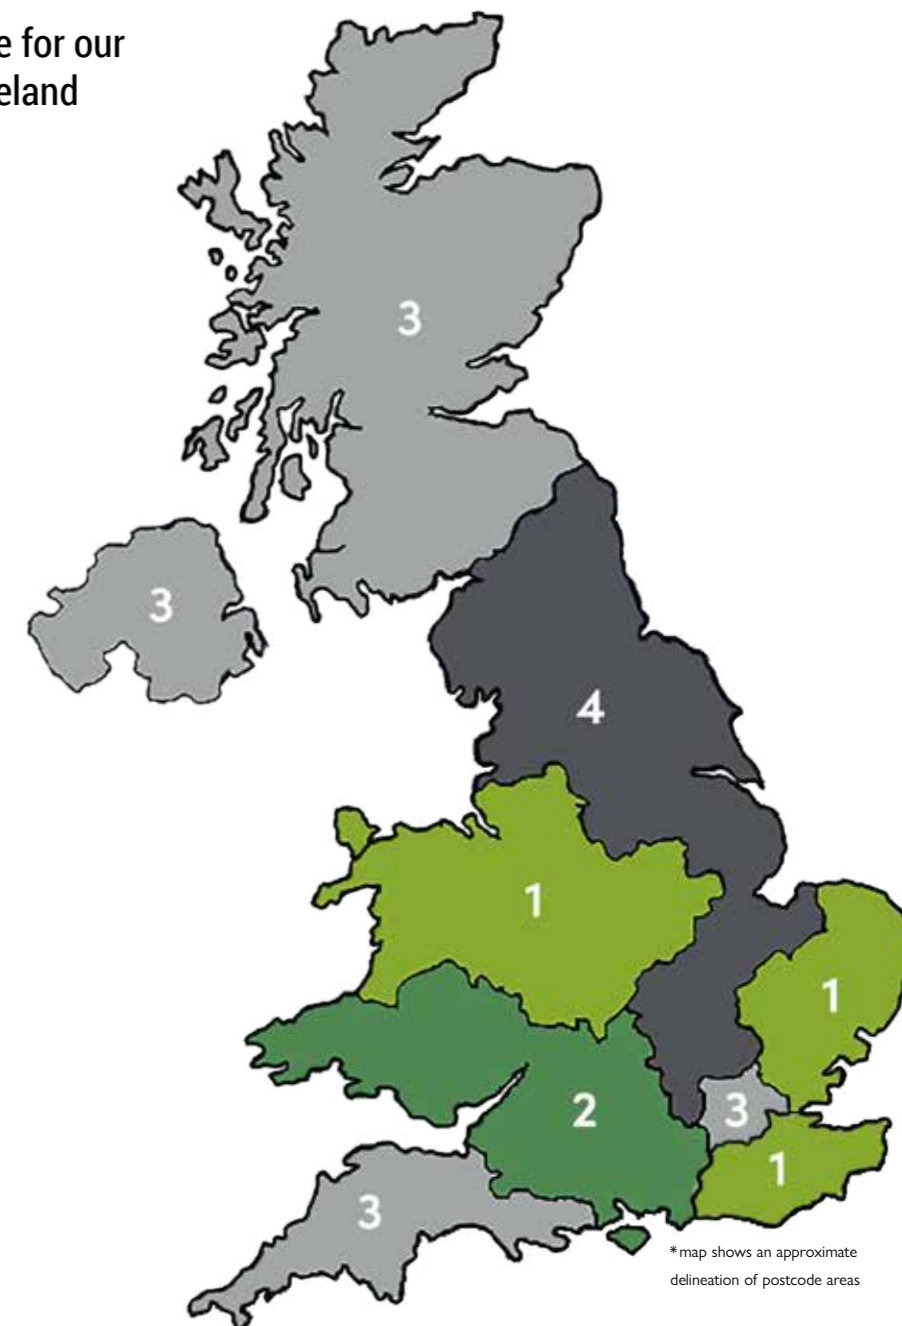 e for our
eland
3
3
4
1
1
2
3
1
3
*map shows an approximate
delineation of postcode areas